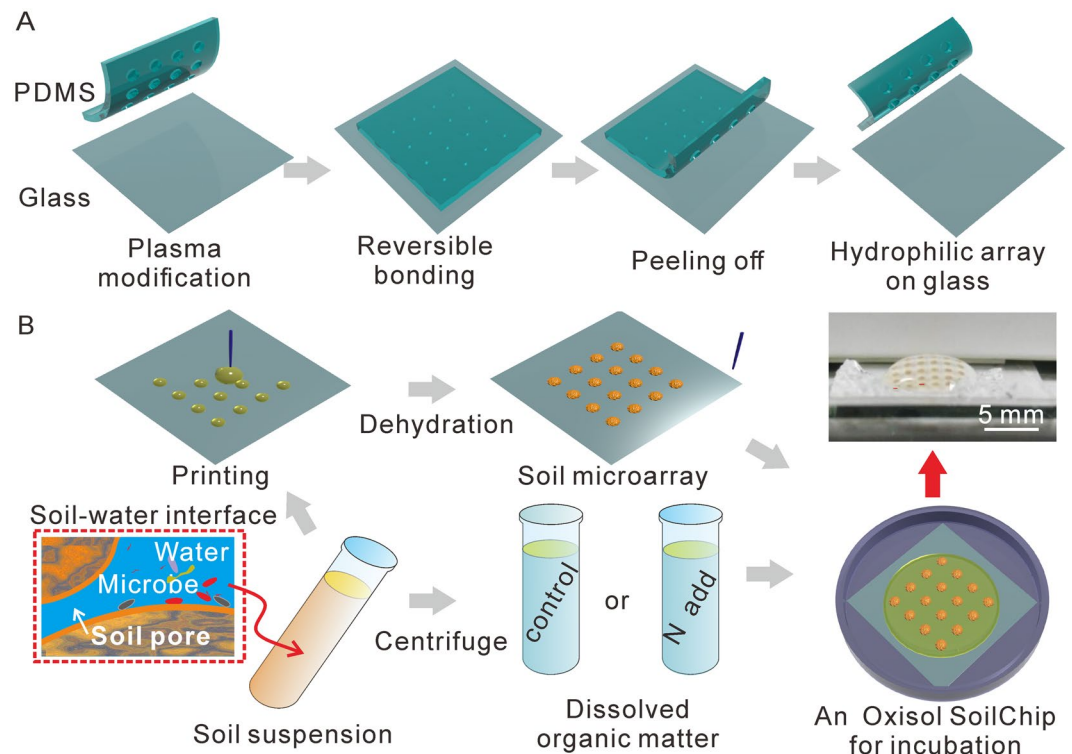 A
PDMS
Glass
Plasma
modification
Reversible
bonding
Peeling off
Hydrophilic array
on glass
B
Printing
Dehydration
Soil microarray
5 mm
Soil-water interface
Water
Microbe
Soil pore
Soil suspension
Centrifuge
control
or
N add
Dissolved
organic matter
An Oxisol SoilChip
for incubation